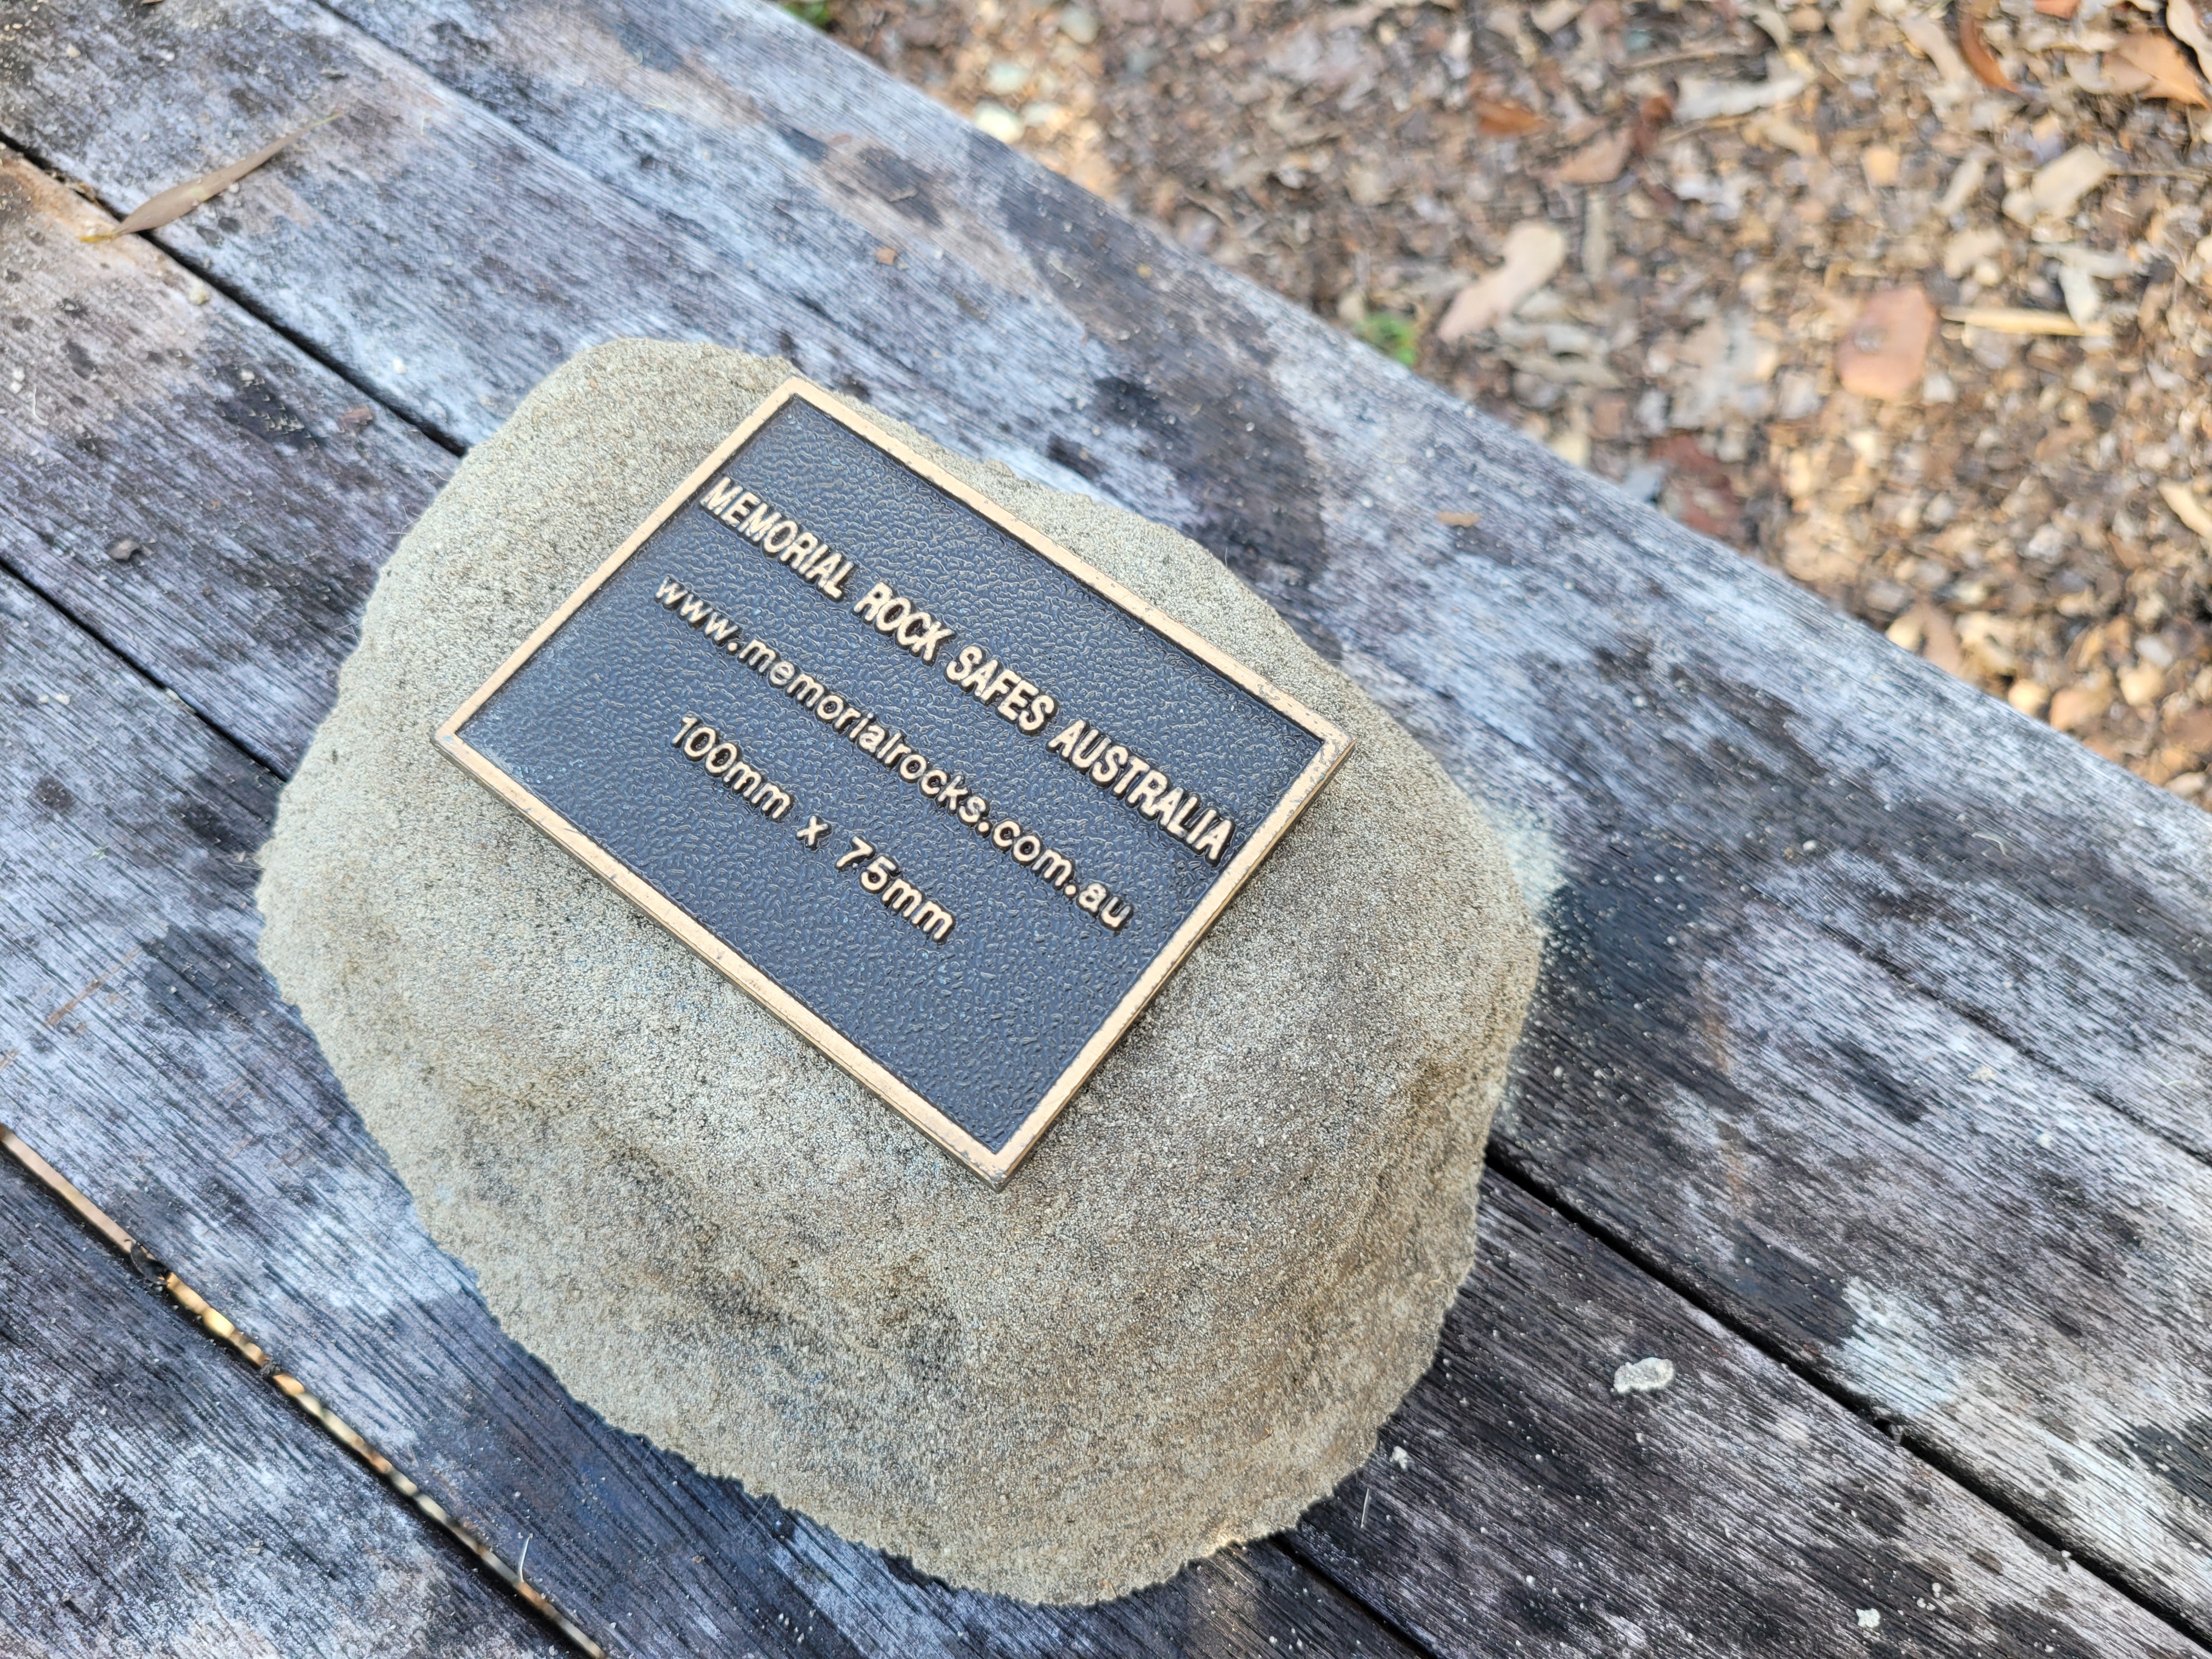 MEMORIAL ROCK SAFES AUSTRALIA
www.memorialrocks.com.au
100mm x 75mm